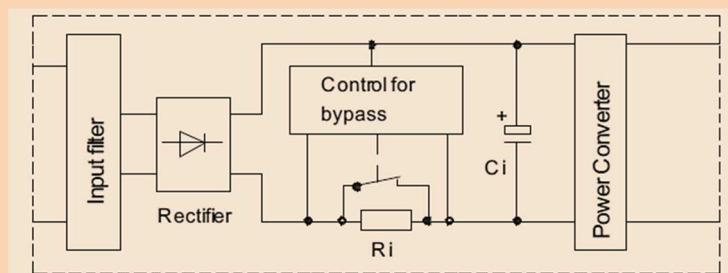 Input filter
Rectifier
Control for
bypass
Ri
+
Ci
Power Converter